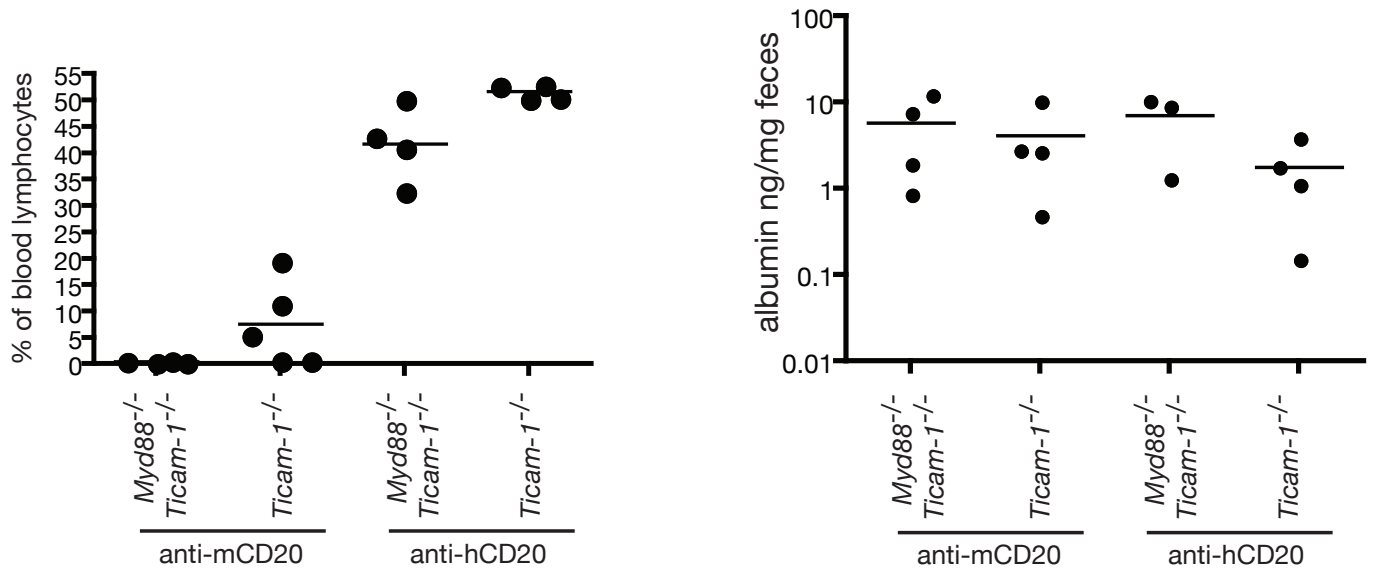 % of blood lymphocytes
55
50
45
40
35
30
25
20
15
10
5
0
Myd88-/-
Ticam-1-/-
Ticam-1-/-
Myd88-/-
Ticam-1-/-
Ticam-1-/-
anti-mCD20
anti-hCD20
albumin ng/mg feces
100
10
1
0.1
0.01
Myd88-/-
Ticam-1-/-
Ticam-1-/-
Myd88-/-
Ticam-1-/-
Ticam-1-/-
anti-mCD20
anti-hCD20